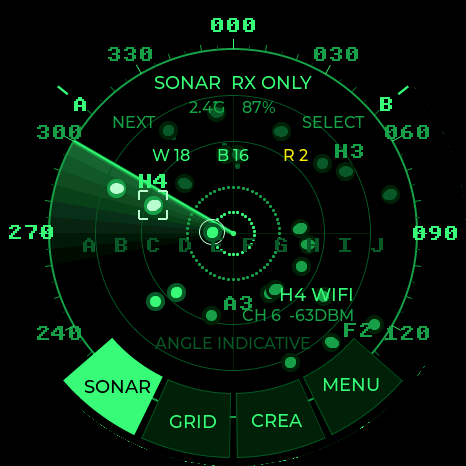 000
330 030
SONAR RX ONLY
2.4G 87%
A B
NEXT SELECT
300 060
W 18 B 16 R 2
H3
H4
270 090
A B C D E F G H I J
H4 WIFI
A3
CH 6 -63DBM
240 F2 120
ANGLE INDICATIVE
SONAR GRID CREA MENU